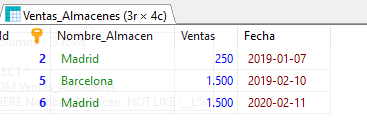 Ventas_Almacenes (3r × 4c)
Id Nombre_Almacen Ventas Fecha
2 Madrid 250 2019-01-07
5 Barcelona 1.500 2019-02-10
6 Madrid 1.500 2020-02-11